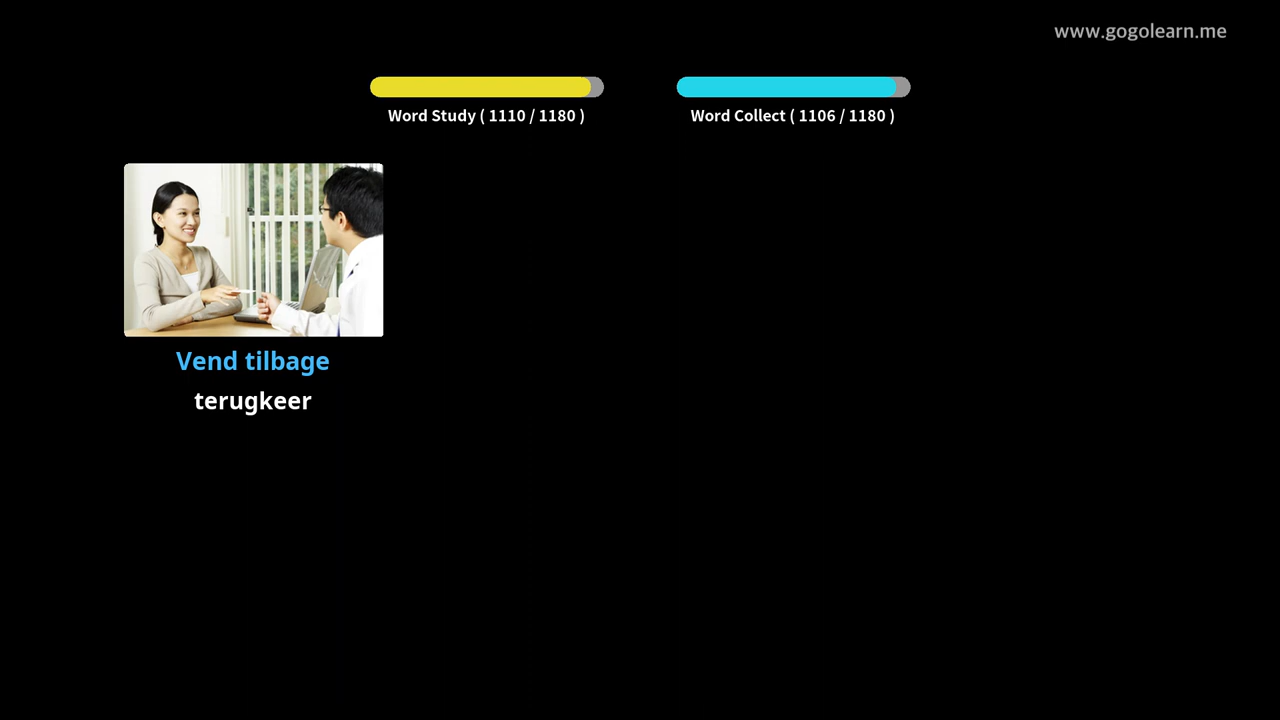 www.gogolearn.me
Word Study ( 1110 / 1180 )
Word Collect ( 1106 / 1180 )
Vend tilbage
terugkeer